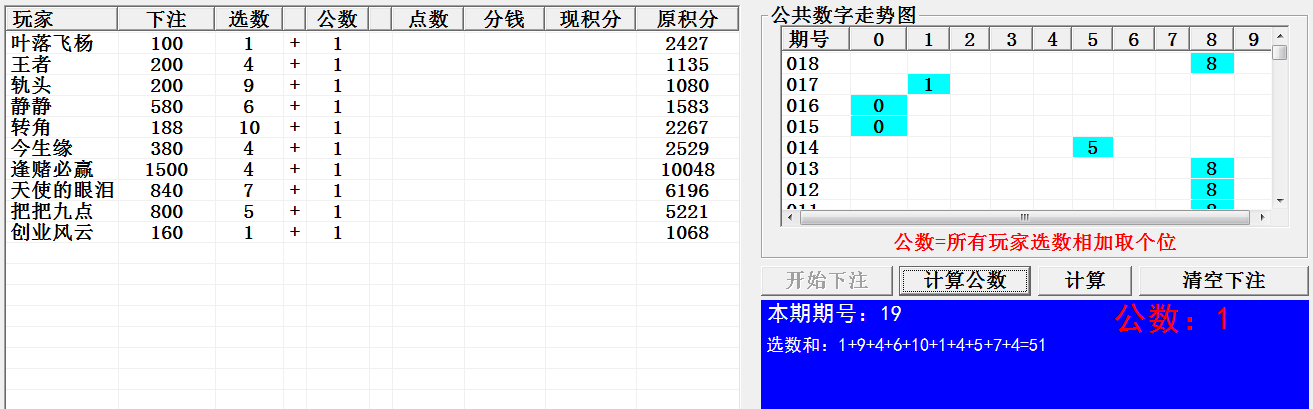 玩家 下注 选数 公数 点数 分钱 现积分 原积分
叶落飞杨 100 1 + 1 2427
王者 200 4 + 1 1135
轨头 200 9 + 1 1080
静静 580 6 + 1 1583
转角 188 10 + 1 2267
今生缘 380 4 + 1 2529
逢赌必赢 1500 4 + 1 10048
天使的眼泪 840 7 + 1 6196
把把九点 800 5 + 1 5221
创业风云 160 1 + 1 1068
公共数字走势图
期号 0 1 2 3 4 5 6 7 8 9
018 8
017 1
016 0
015 0
014 5
013 8
012 8
011 8
公数=所有玩家选数相加取个位
开始下注 计算公数 计算 清空下注
本期期号：19 公数：1
选数和：1+9+4+6+10+1+4+5+7+4=51